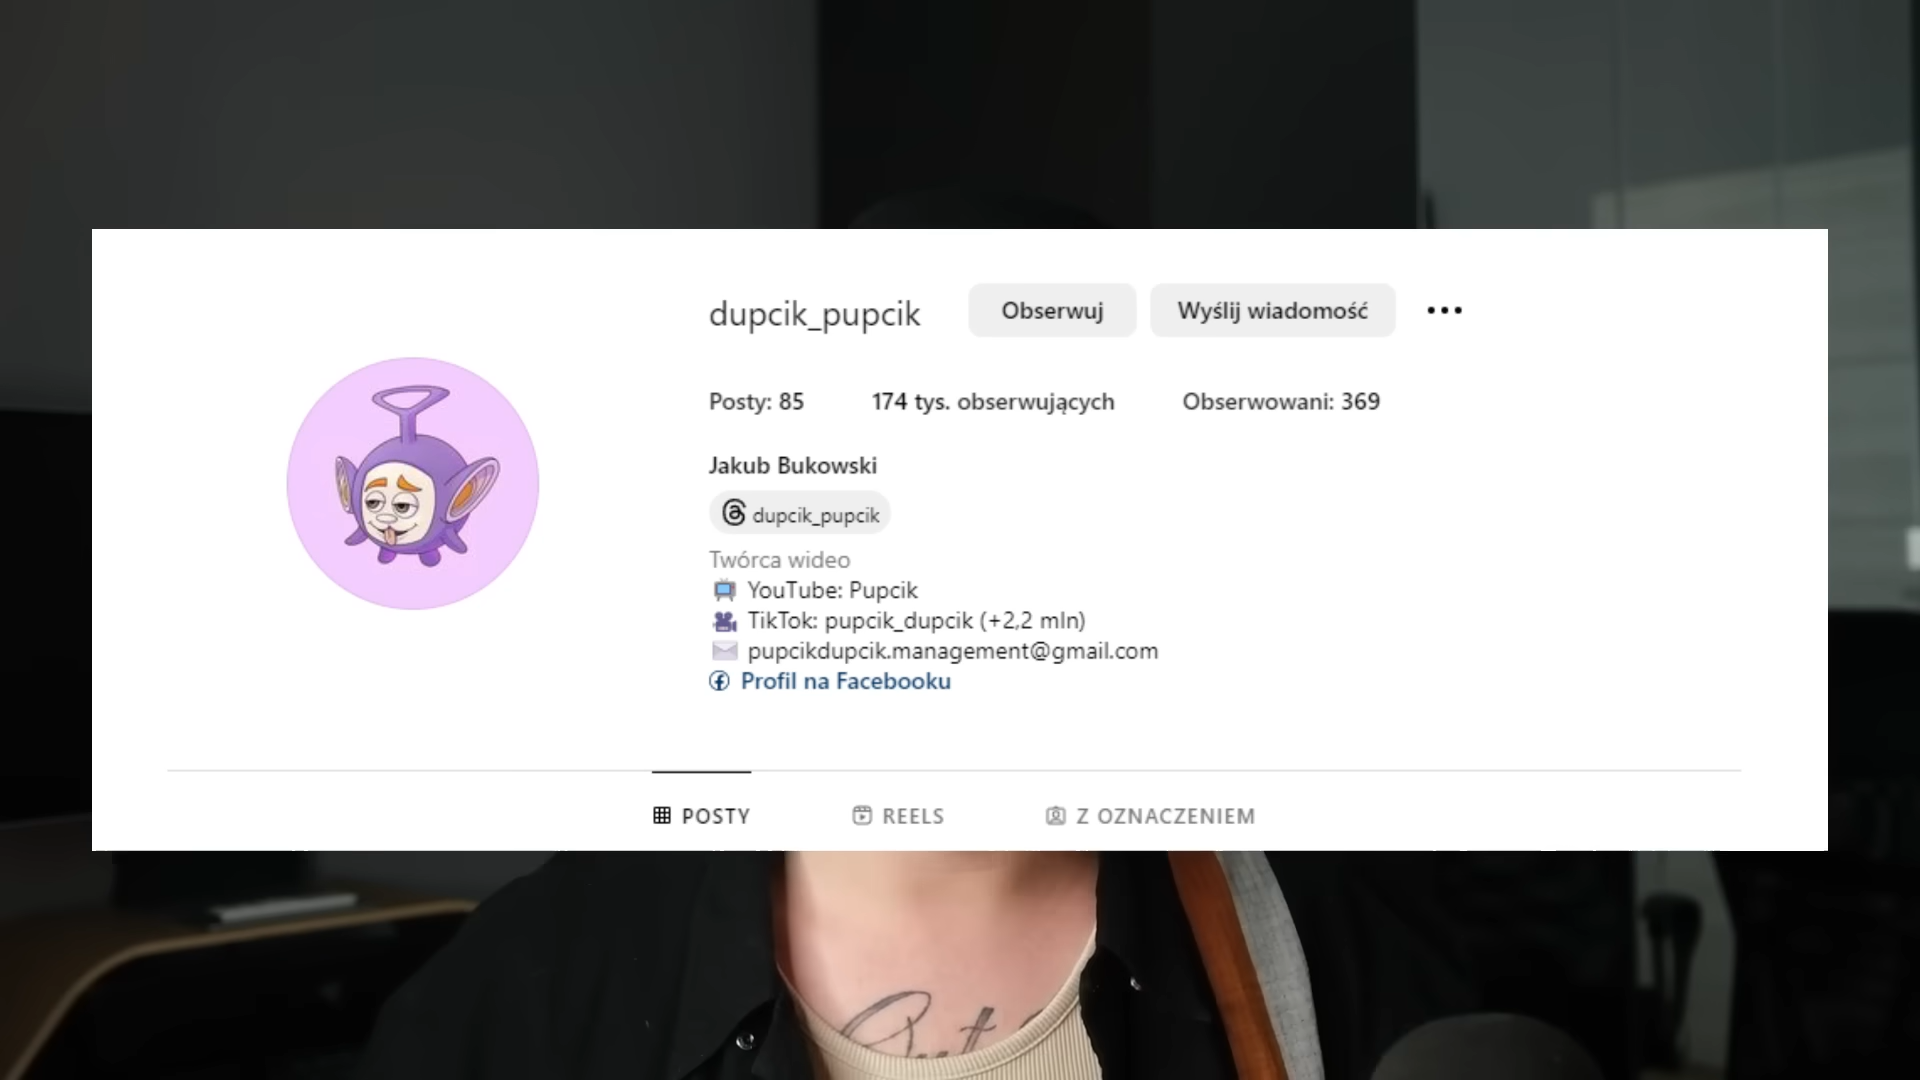 dupcik_pupcik Obserwuj Wyślij wiadomość
Posty: 85 174 tys. obserwujących Obserwowani: 369
Jakub Bukowski
dupcik_pupcik
Twórca wideo
YouTube: Pupcik
TikTok: pupcik_dupcik (+2,2 mln)
pupcikdupcik.management@gmail.com
Profil na Facebooku
POSTY REELS Z OZNACZENIEM